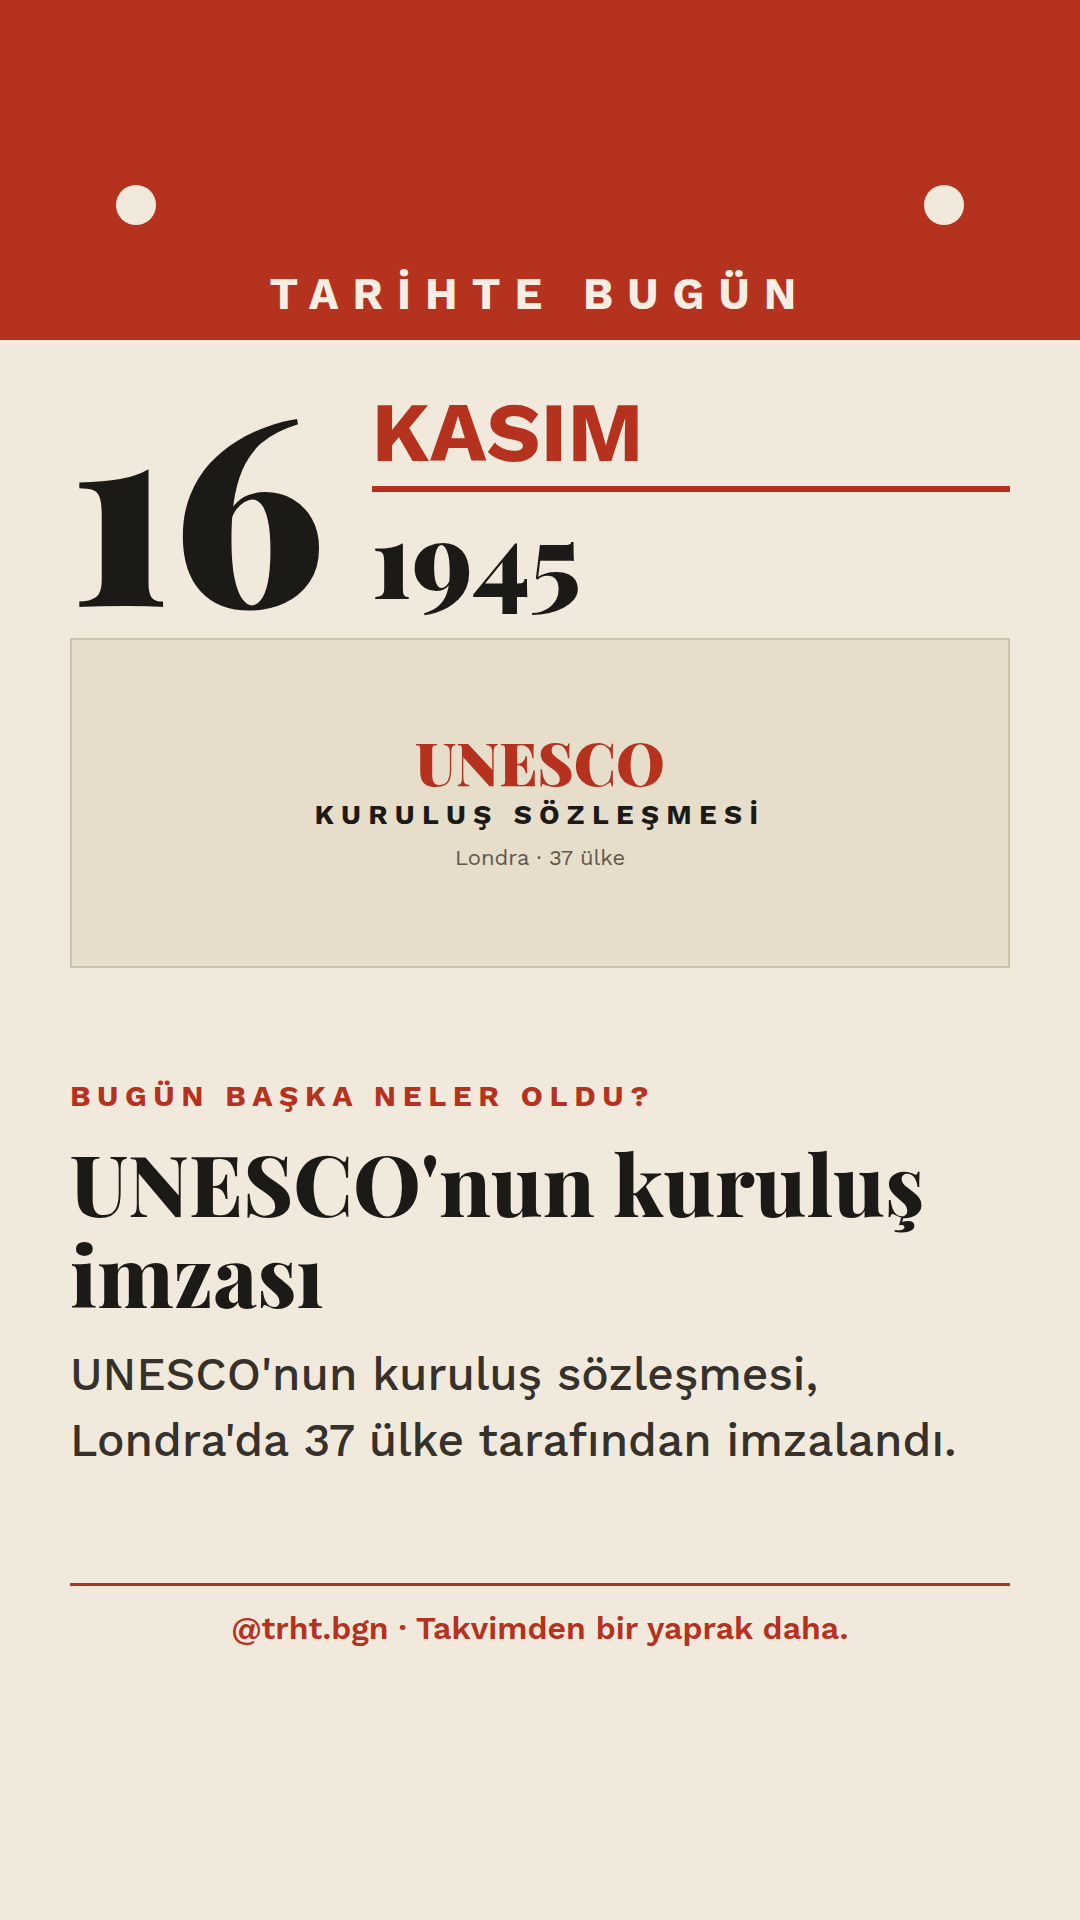 TARİHTE BUGÜN
16
KASIM
1945
UNESCO
KURULUŞ SÖZLEŞMESİ
Londra · 37 ülke
BUGÜN BAŞKA NELER OLDU?
UNESCO'nun kuruluş
imzası
UNESCO'nun kuruluş sözleşmesi,
Londra'da 37 ülke tarafından imzalandı.
@trht.bgn · Takvimden bir yaprak daha.